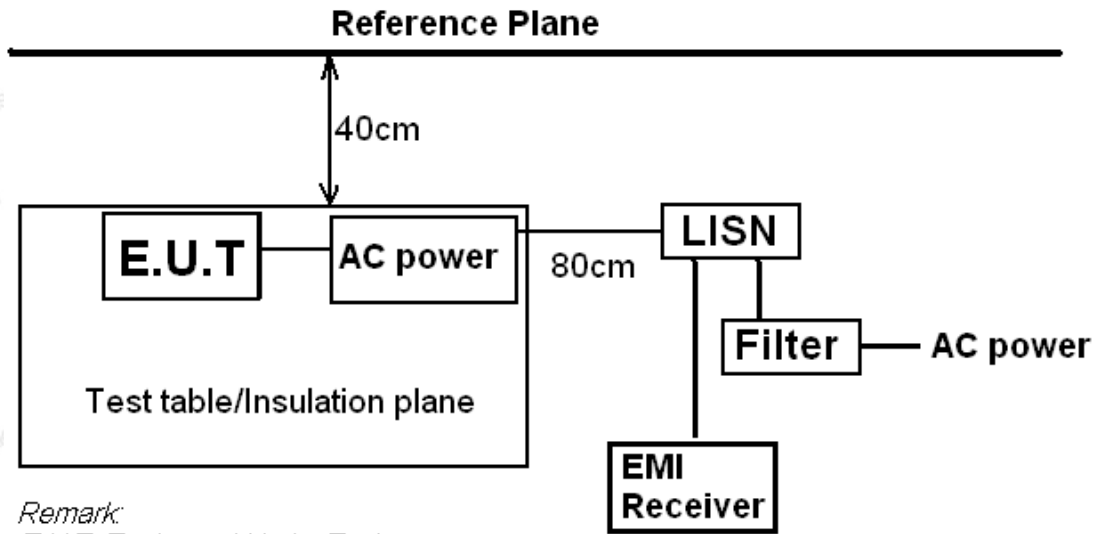 Reference Plane
40cm
E.U.T
AC power
80cm
LISN
Filter
AC power
Test table/Insulation plane
EMI
Receiver
Remark: